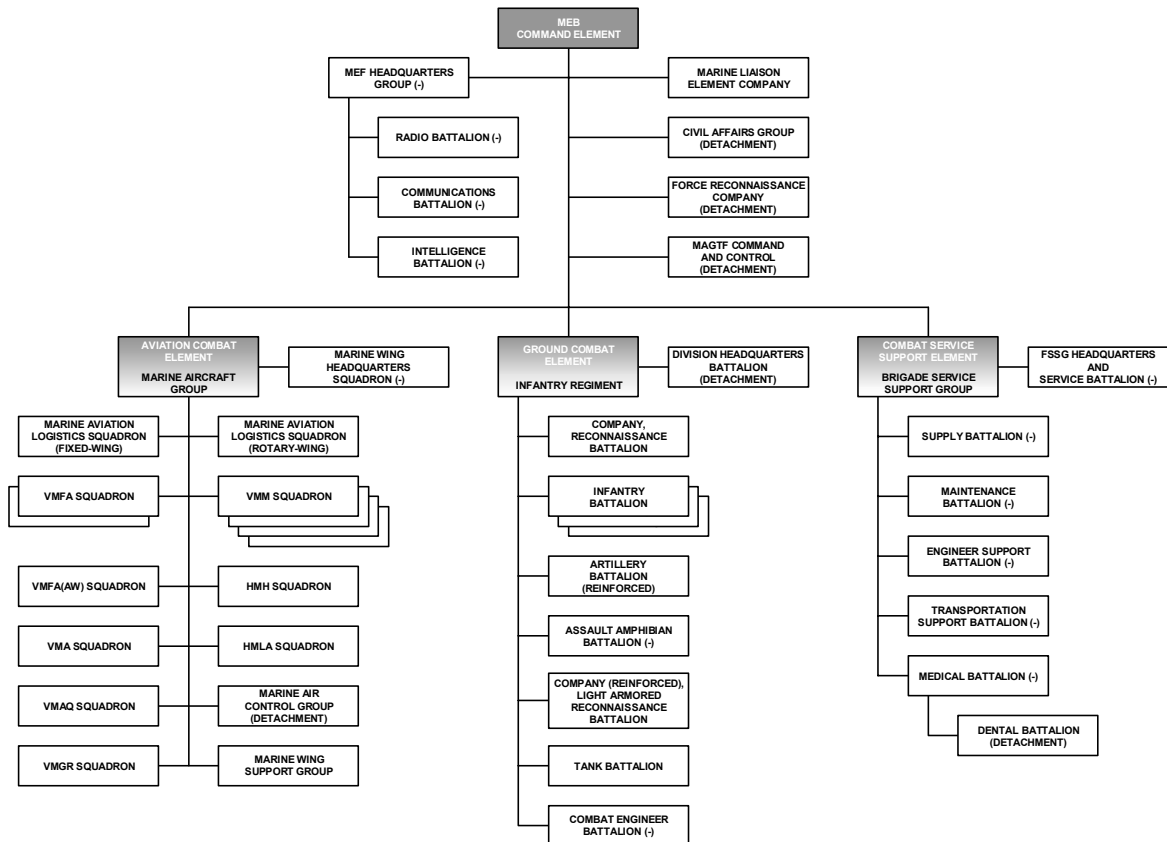 MEB
COMMAND ELEMENT
MEF HEADQUARTERS
GROUP (-)
MARINE LIAISON
ELEMENT COMPANY
RADIO BATTALION (-)
CIVIL AFFAIRS GROUP
(DETACHMENT)
COMMUNICATIONS
BATTALION (-)
FORCE RECONNAISSANCE
COMPANY
(DETACHMENT)
INTELLIGENCE
BATTALION (-)
MAGTF COMMAND
AND CONTROL
(DETACHMENT)
AVIATION COMBAT
ELEMENT
MARINE AIRCRAFT
GROUP
MARINE WING
HEADQUARTERS
SQUADRON (-)
GROUND COMBAT
ELEMENT
INFANTRY REGIMENT
DIVISION HEADQUARTERS
BATTALION
(DETACHMENT)
COMBAT SERVICE
SUPPORT ELEMENT
BRIGADE SERVICE
SUPPORT GROUP
FSSG HEADQUARTERS
AND
SERVICE BATTALION (-)
MARINE AVIATION
LOGISTICS SQUADRON
(FIXED-WING)
MARINE AVIATION
LOGISTICS SQUADRON
(ROTARY-WING)
VMFA SQUADRON
VMM SQUADRON
VMFA(AW) SQUADRON
HMH SQUADRON
VMA SQUADRON
HMLA SQUADRON
VMAQ SQUADRON
MARINE AIR
CONTROL GROUP
(DETACHMENT)
VMGR SQUADRON
MARINE WING
SUPPORT GROUP
COMPANY,
RECONNAISSANCE
BATTALION
INFANTRY
BATTALION
ARTILLERY
BATTALION
(REINFORCED)
ASSAULT AMPHIBIAN
BATTALION (-)
COMPANY (REINFORCED),
LIGHT ARMORED
RECONNAISSANCE
BATTALION
TANK BATTALION
COMBAT ENGINEER
BATTALION (-)
SUPPLY BATTALION (-)
MAINTENANCE
BATTALION (-)
ENGINEER SUPPORT
BATTALION (-)
TRANSPORTATION
SUPPORT BATTALION (-)
MEDICAL BATTALION (-)
DENTAL BATTALION
(DETACHMENT)